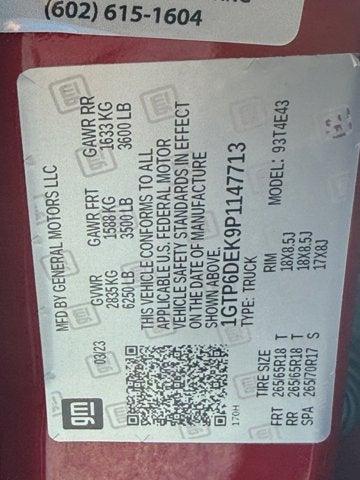 (602) 615-1604
gm
MFD BY GENERAL MOTORS LLC
03/23 GVWR GAWR FRT GAWR RR
2835 KG 1588 KG 1633 KG
6250 LB 3500 LB 3600 LB
THIS VEHICLE CONFORMS TO ALL
APPLICABLE U.S. FEDERAL MOTOR
VEHICLE SAFETY STANDARDS IN EFFECT
ON THE DATE OF MANUFACTURE
SHOWN ABOVE.
1GTP6DEK9P1147713
170H TYPE: TRUCK MODEL: 93T4E43
TIRE SIZE RIM
FRT 265/65R18 T 18X8.5J
RR 265/65R18 T 18X8.5J
SPA 265/70R17 S 17X8J